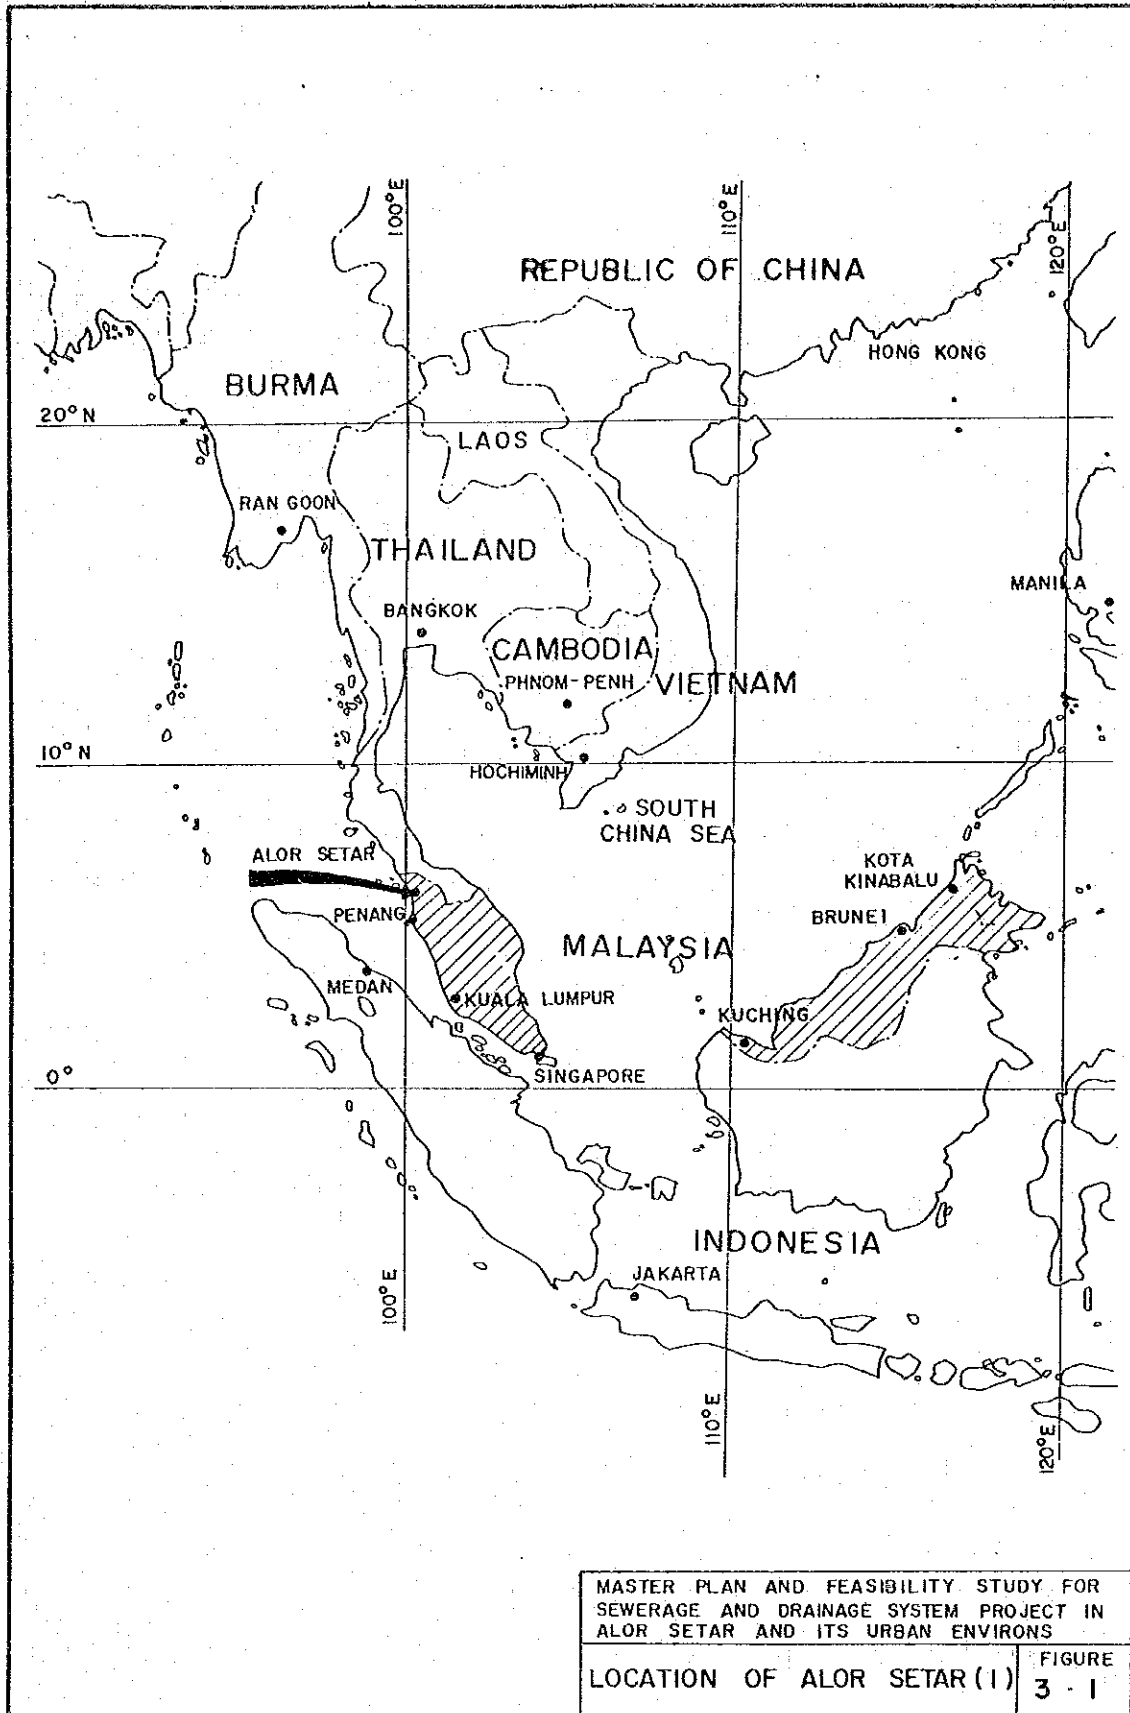 100°E
110°E
120°E
REPUBLIC OF CHINA
HONG KONG
BURMA
20°N
LAOS
RAN GOON
THAILAND
MANILA
BANGKOK
CAMBODIA
PHNOM-PENH
VIETNAM
10°N
HOCHIMINH
SOUTH
CHINA SEA
ALOR SETAR
KOTA
KINABALU
PENANG
BRUNEI
MALAYSIA
MEDAN
KUALA LUMPUR
KUCHING
SINGAPORE
0°
INDONESIA
JAKARTA
100°E
110°E
120°E
MASTER PLAN AND FEASIBILITY STUDY FOR
SEWERAGE AND DRAINAGE SYSTEM PROJECT IN
ALOR SETAR AND ITS URBAN ENVIRONS
LOCATION OF ALOR SETAR (1)
FIGURE
3 - 1